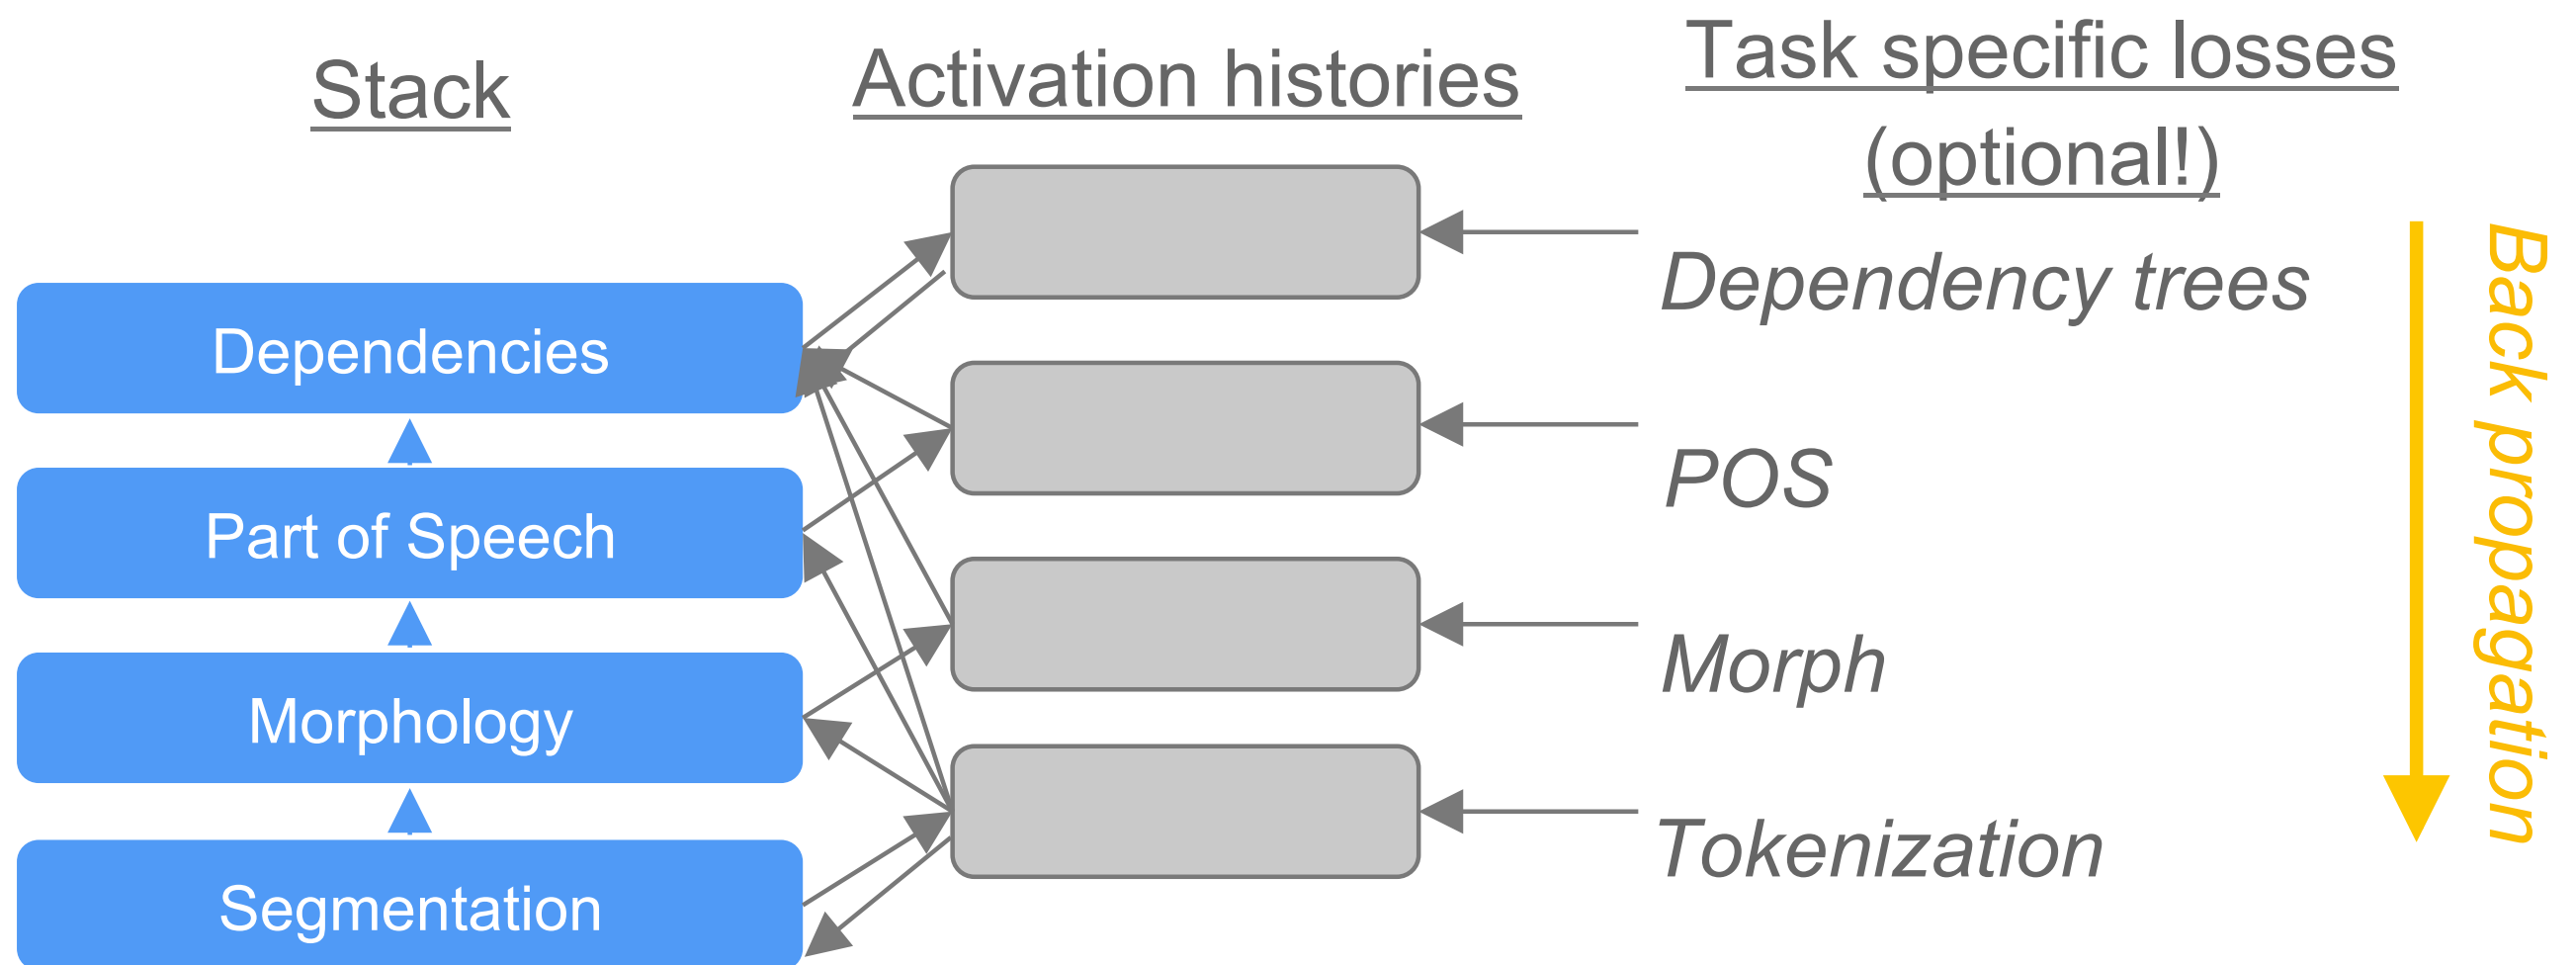 Stack
Activation histories
Task specific losses
(optional!)
Dependencies
Part of Speech
Morphology
Segmentation
Dependency trees
POS
Morph
Tokenization
Back propagation